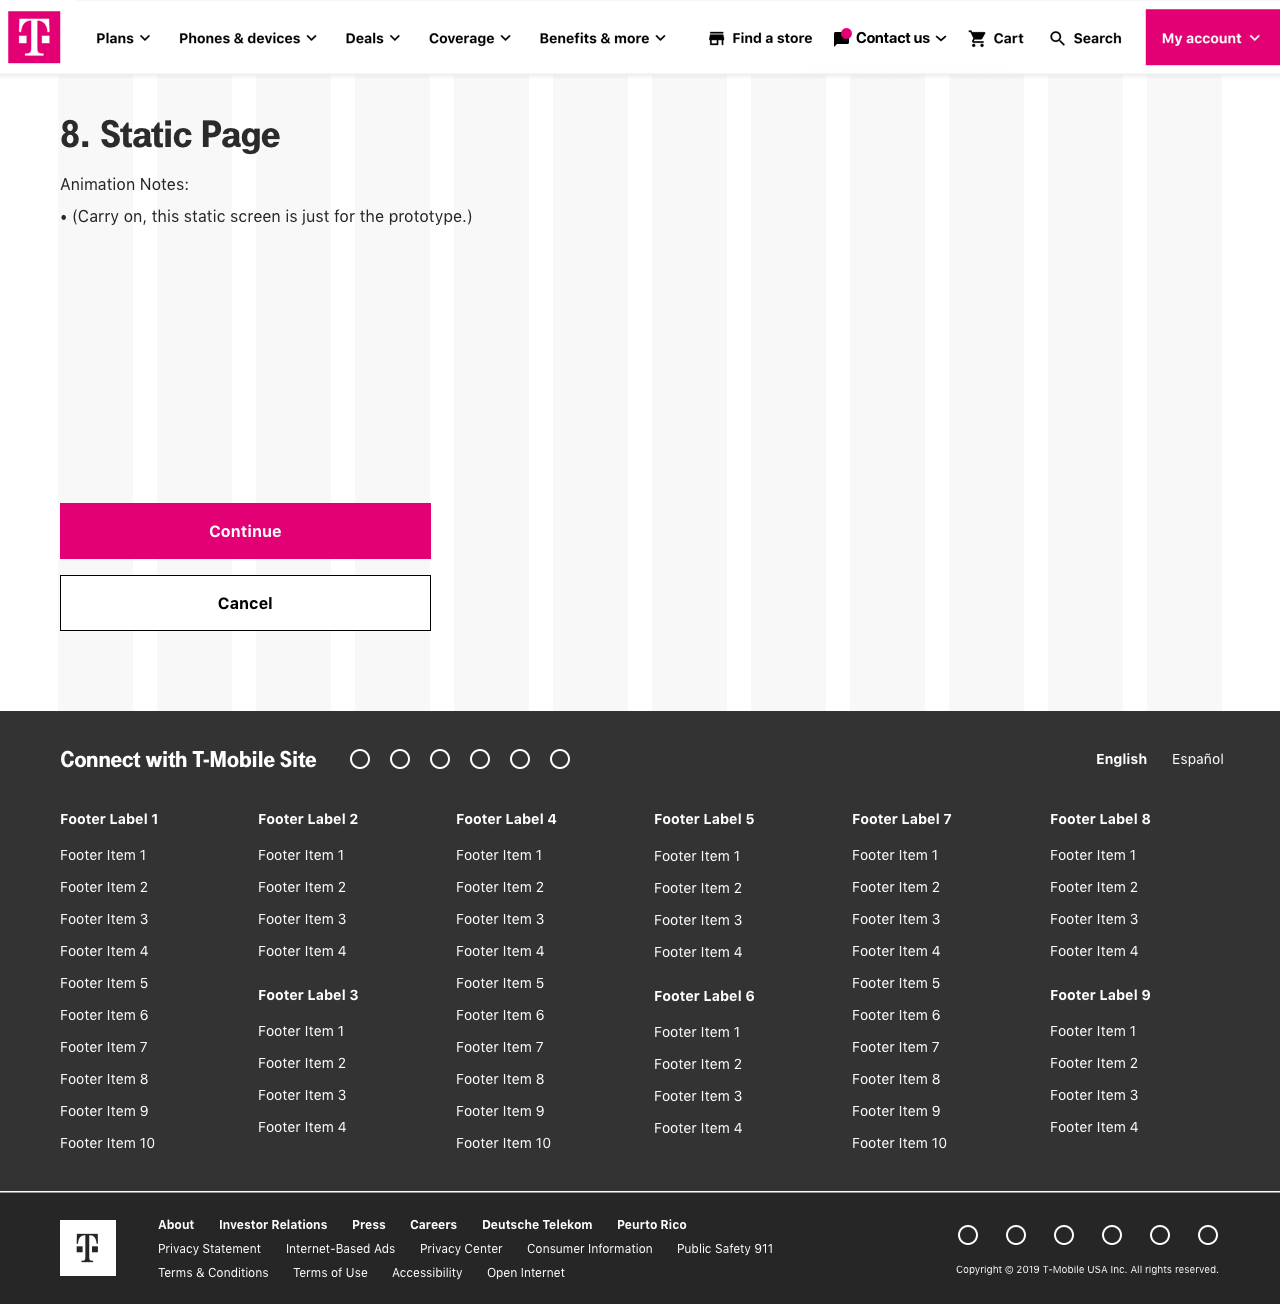 T
Plans
Phones & devices
Deals
Coverage
Benefits & more
Find a store
Contact us
Cart
Search
My account
8. Static Page
Animation Notes:
• (Carry on, this static screen is just for the prototype.)
Continue
Cancel
Connect with T-Mobile Site
English
Español
Footer Label 1
Footer Item 1
Footer Item 2
Footer Item 3
Footer Item 4
Footer Item 5
Footer Item 6
Footer Item 7
Footer Item 8
Footer Item 9
Footer Item 10
Footer Label 2
Footer Item 1
Footer Item 2
Footer Item 3
Footer Item 4
Footer Label 3
Footer Item 1
Footer Item 2
Footer Item 3
Footer Item 4
Footer Label 4
Footer Item 1
Footer Item 2
Footer Item 3
Footer Item 4
Footer Item 5
Footer Item 6
Footer Item 7
Footer Item 8
Footer Item 9
Footer Item 10
Footer Label 5
Footer Item 1
Footer Item 2
Footer Item 3
Footer Item 4
Footer Label 6
Footer Item 1
Footer Item 2
Footer Item 3
Footer Item 4
Footer Label 7
Footer Item 1
Footer Item 2
Footer Item 3
Footer Item 4
Footer Item 5
Footer Item 6
Footer Item 7
Footer Item 8
Footer Item 9
Footer Item 10
Footer Label 8
Footer Item 1
Footer Item 2
Footer Item 3
Footer Item 4
Footer Label 9
Footer Item 1
Footer Item 2
Footer Item 3
Footer Item 4
T
About Investor Relations Press Careers Deutsche Telekom Peurto Rico
Privacy Statement Internet-Based Ads Privacy Center Consumer Information Public Safety 911
Terms & Conditions Terms of Use Accessibility Open Internet
Copyright © 2019 T-Mobile USA Inc. All rights reserved.